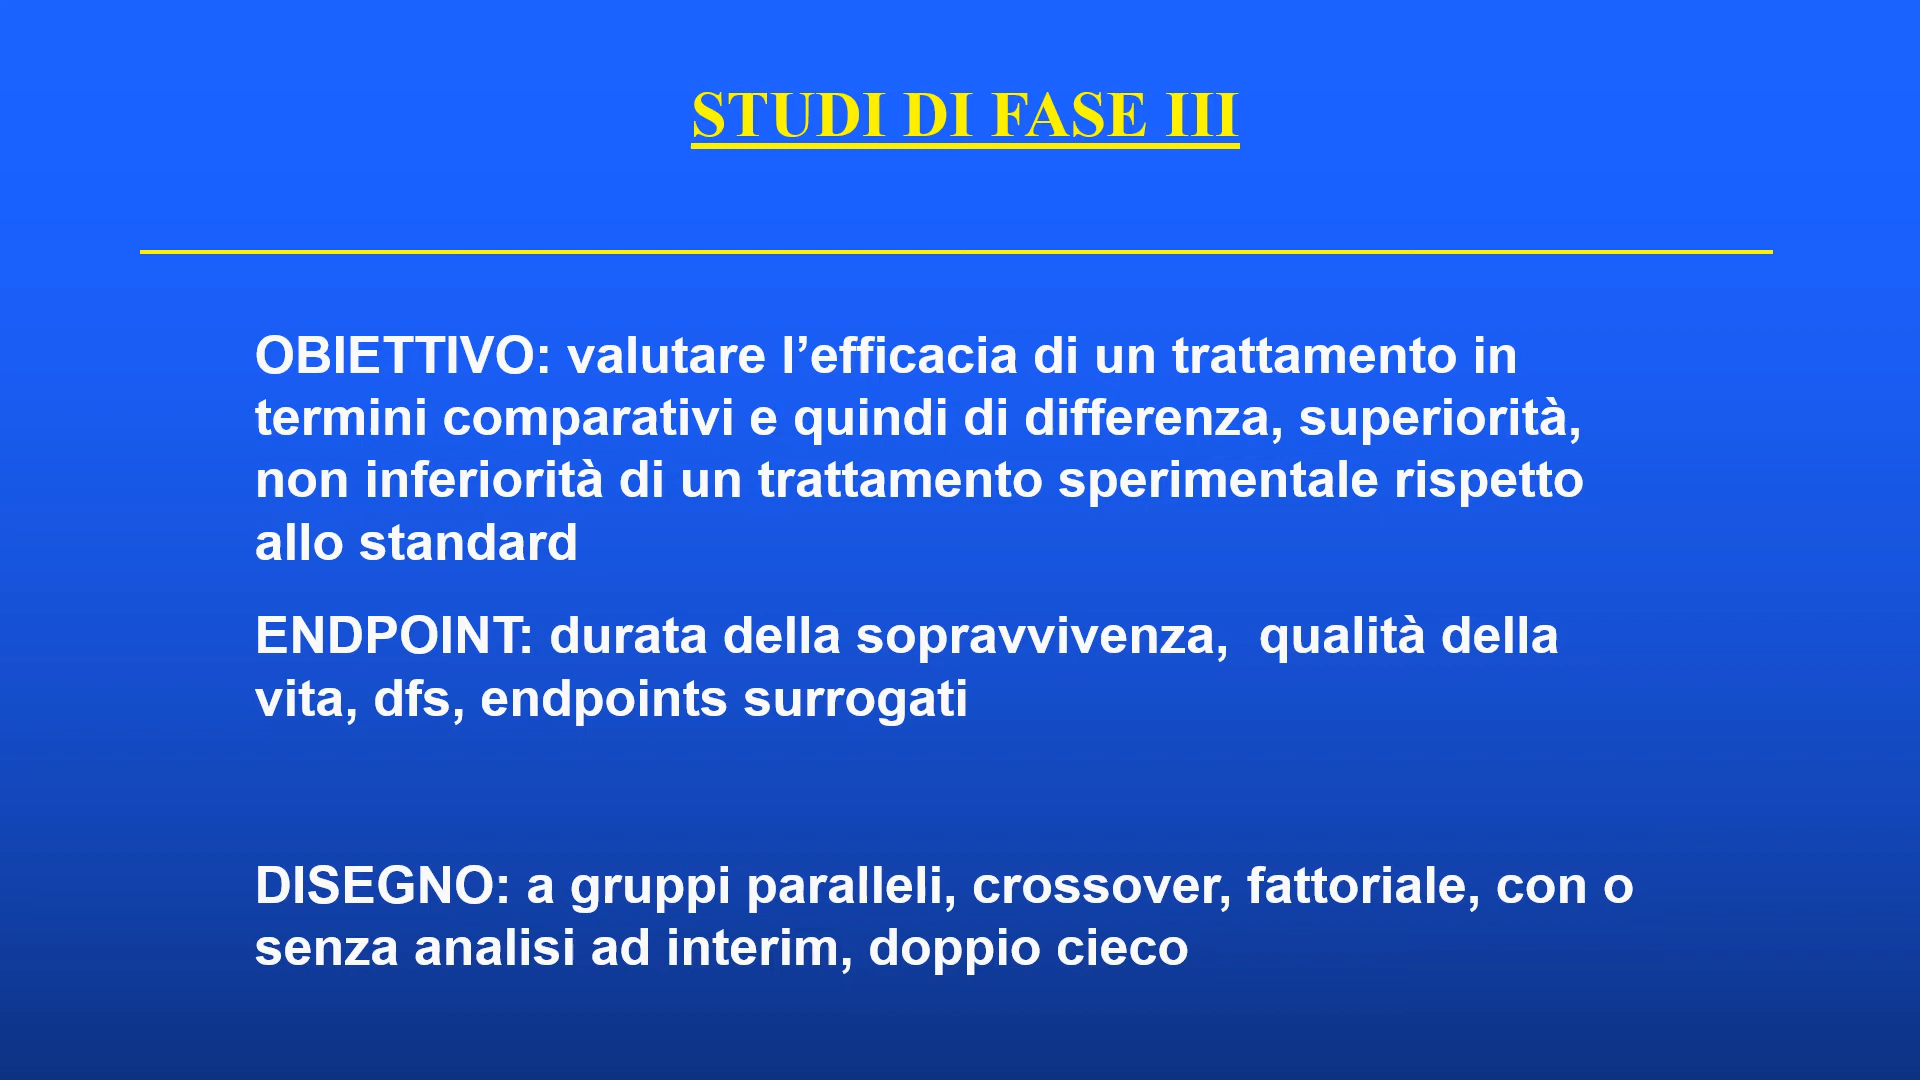 STUDI DI FASE III
OBIETTIVO: valutare l’efficacia di un trattamento in
termini comparativi e quindi di differenza, superiorità,
non inferiorità di un trattamento sperimentale rispetto
allo standard
ENDPOINT: durata della sopravvivenza,  qualità della
vita, dfs, endpoints surrogati
DISEGNO: a gruppi paralleli, crossover, fattoriale, con o
senza analisi ad interim, doppio cieco